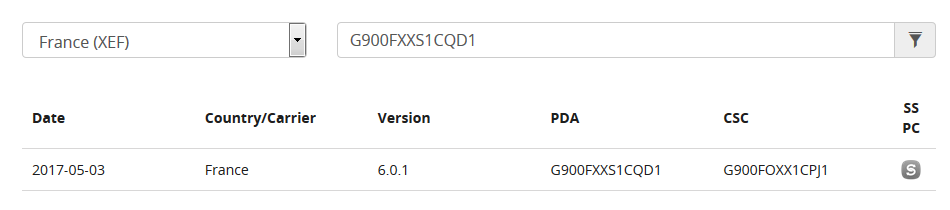 France (XEF) G900FXXS1CQD1
Date Country/Carrier Version PDA CSC SS PC
2017-05-03 France 6.0.1 G900FXXS1CQD1 G900FOXX1CPJ1 S